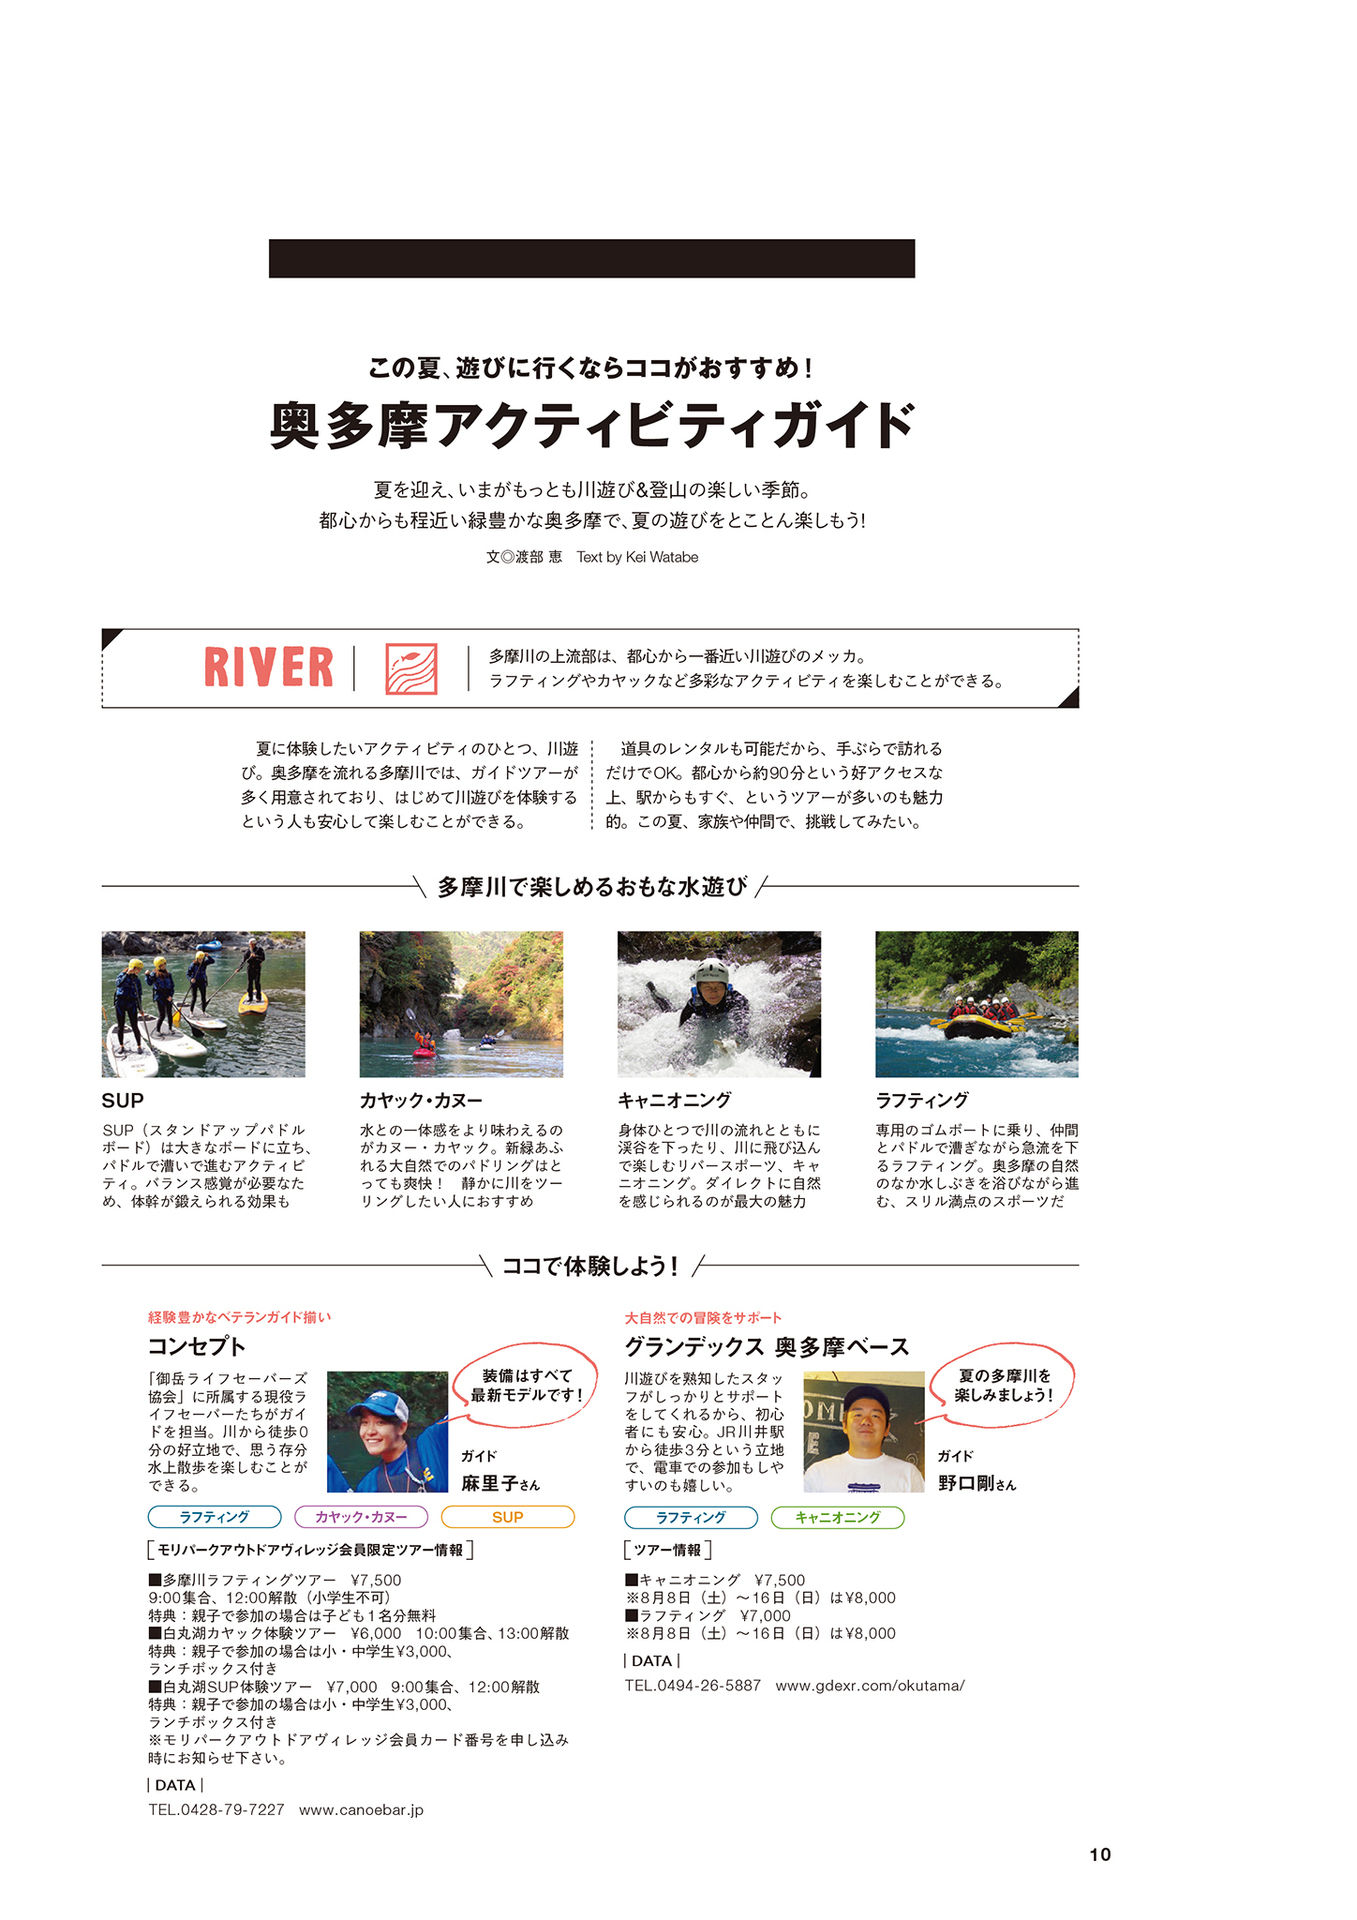 この夏、遊びに行くならココがおすすめ！
奥多摩アクティビティガイド
夏を迎え、いまがもっとも川遊び&登山の楽しい季節。
都心からも程近い緑豊かな奥多摩で、夏の遊びをとことん楽しもう!
文◎渡部 恵　Text by Kei Watabe
RIVER
多摩川の上流部は、都心から一番近い川遊びのメッカ。
ラフティングやカヤックなど多彩なアクティビティを楽しむことができる。
夏に体験したいアクティビティのひとつ、川遊
び。奥多摩を流れる多摩川では、ガイドツアーが
多く用意されており、はじめて川遊びを体験する
という人も安心して楽しむことができる。
道具のレンタルも可能だから、手ぶらで訪れる
だけでOK。都心から約90分という好アクセスな
上、駅からもすぐ、というツアーが多いのも魅力
的。この夏、家族や仲間で、挑戦してみたい。
多摩川で楽しめるおもな水遊び
SUP
SUP（スタンドアップパドル
ボード）は大きなボードに立ち、
パドルで漕いで進むアクティビ
ティ。バランス感覚が必要なた
め、体幹が鍛えられる効果も
カヤック・カヌー
水との一体感をより味わえるの
がカヌー・カヤック。新緑あふ
れる大自然でのパドリングはと
っても爽快！　静かに川をツー
リングしたい人におすすめ
キャニオニング
身体ひとつで川の流れとともに
渓谷を下ったり、川に飛び込ん
で楽しむリバースポーツ、キャ
ニオニング。ダイレクトに自然
を感じられるのが最大の魅力
ラフティング
専用のゴムボートに乗り、仲間
とパドルで漕ぎながら急流を下
るラフティング。奥多摩の自然
のなか水しぶきを浴びながら進
む、スリル満点のスポーツだ
ココで体験しよう！
経験豊かなベテランガイド揃い
コンセプト
「御岳ライフセーバーズ
協会」に所属する現役ラ
イフセーバーたちがガイ
ドを担当。川から徒歩0
分の好立地で、思う存分
水上散歩を楽しむことが
できる。
装備はすべて
最新モデルです！
ガイド
麻里子さん
ラフティング
カヤック・カヌー
SUP
[モリパークアウトドアヴィレッジ会員限定ツアー情報]
■多摩川ラフティングツアー　¥7,500
9:00集合、12:00解散（小学生不可）
特典：親子で参加の場合は子ども1名分無料
■白丸湖カヤック体験ツアー　¥6,000　10:00集合、13:00解散
特典：親子で参加の場合は小・中学生¥3,000、
ランチボックス付き
■白丸湖SUP体験ツアー　¥7,000　9:00集合、12:00解散
特典：親子で参加の場合は小・中学生¥3,000、
ランチボックス付き
※モリパークアウトドアヴィレッジ会員カード番号を申し込み
時にお知らせ下さい。
| DATA |
TEL.0428-79-7227　www.canoebar.jp
大自然での冒険をサポート
グランデックス 奥多摩ベース
川遊びを熟知したスタッ
フがしっかりとサポート
をしてくれるから、初心
者にも安心。JR川井駅
から徒歩3分という立地
で、電車での参加もしや
すいのも嬉しい。
夏の多摩川を
楽しみましょう！
ガイド
野口剛さん
ラフティング
キャニオニング
[ツアー情報]
■キャニオニング　¥7,500
※8月8日（土）～16日（日）は¥8,000
■ラフティング　¥7,000
※8月8日（土）～16日（日）は¥8,000
| DATA |
TEL.0494-26-5887　www.gdexr.com/okutama/
10